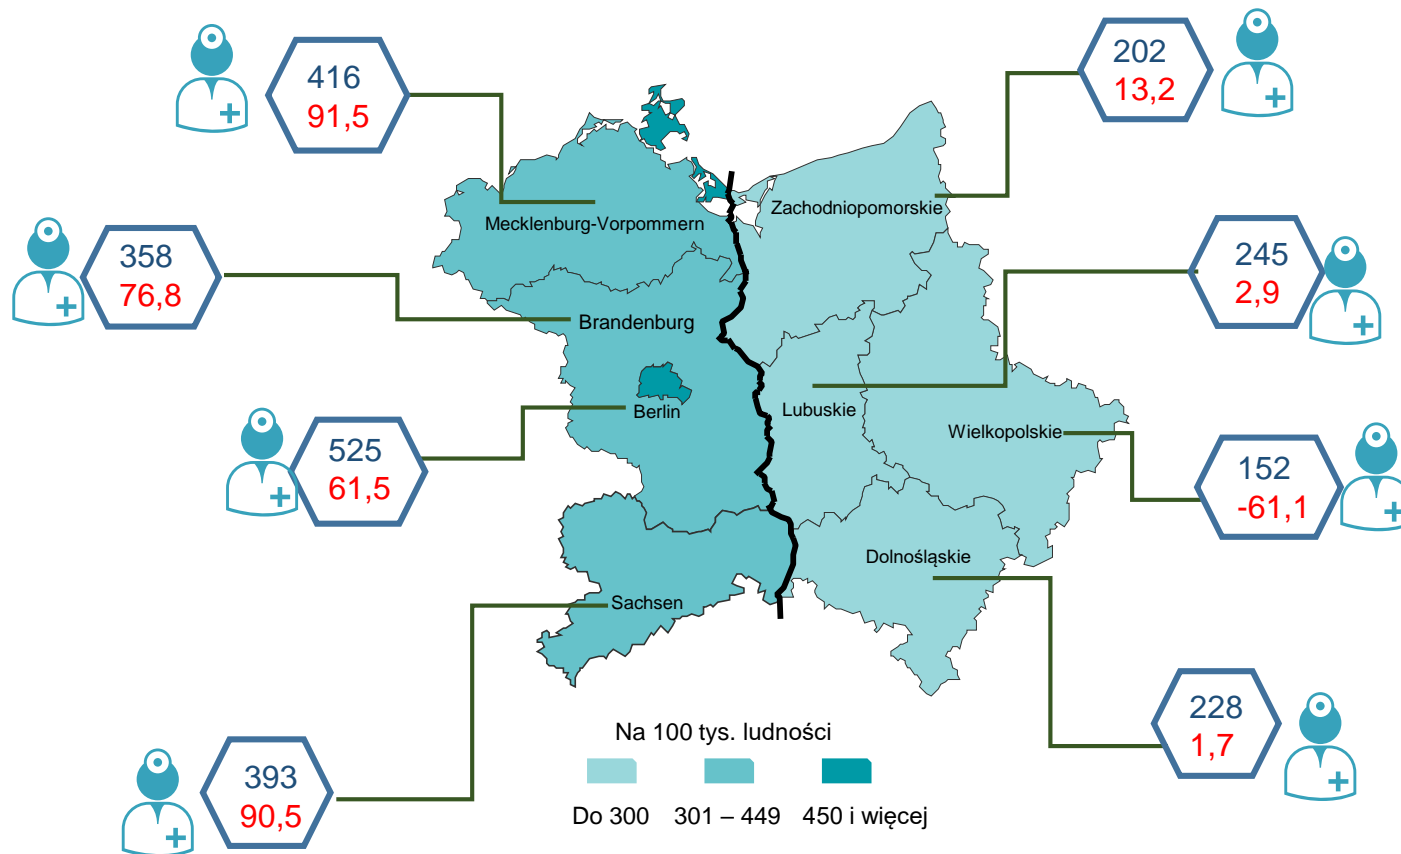 416
91,5
202
13,2
Mecklenburg-Vorpommern
Zachodniopomorskie
358
76,8
245
2,9
Brandenburg
Berlin
Lubuskie
Wielkopolskie
525
61,5
152
-61,1
Dolnośląskie
Sachsen
393
90,5
228
1,7
Na 100 tys. ludności
Do 300
301 – 449
450 i więcej